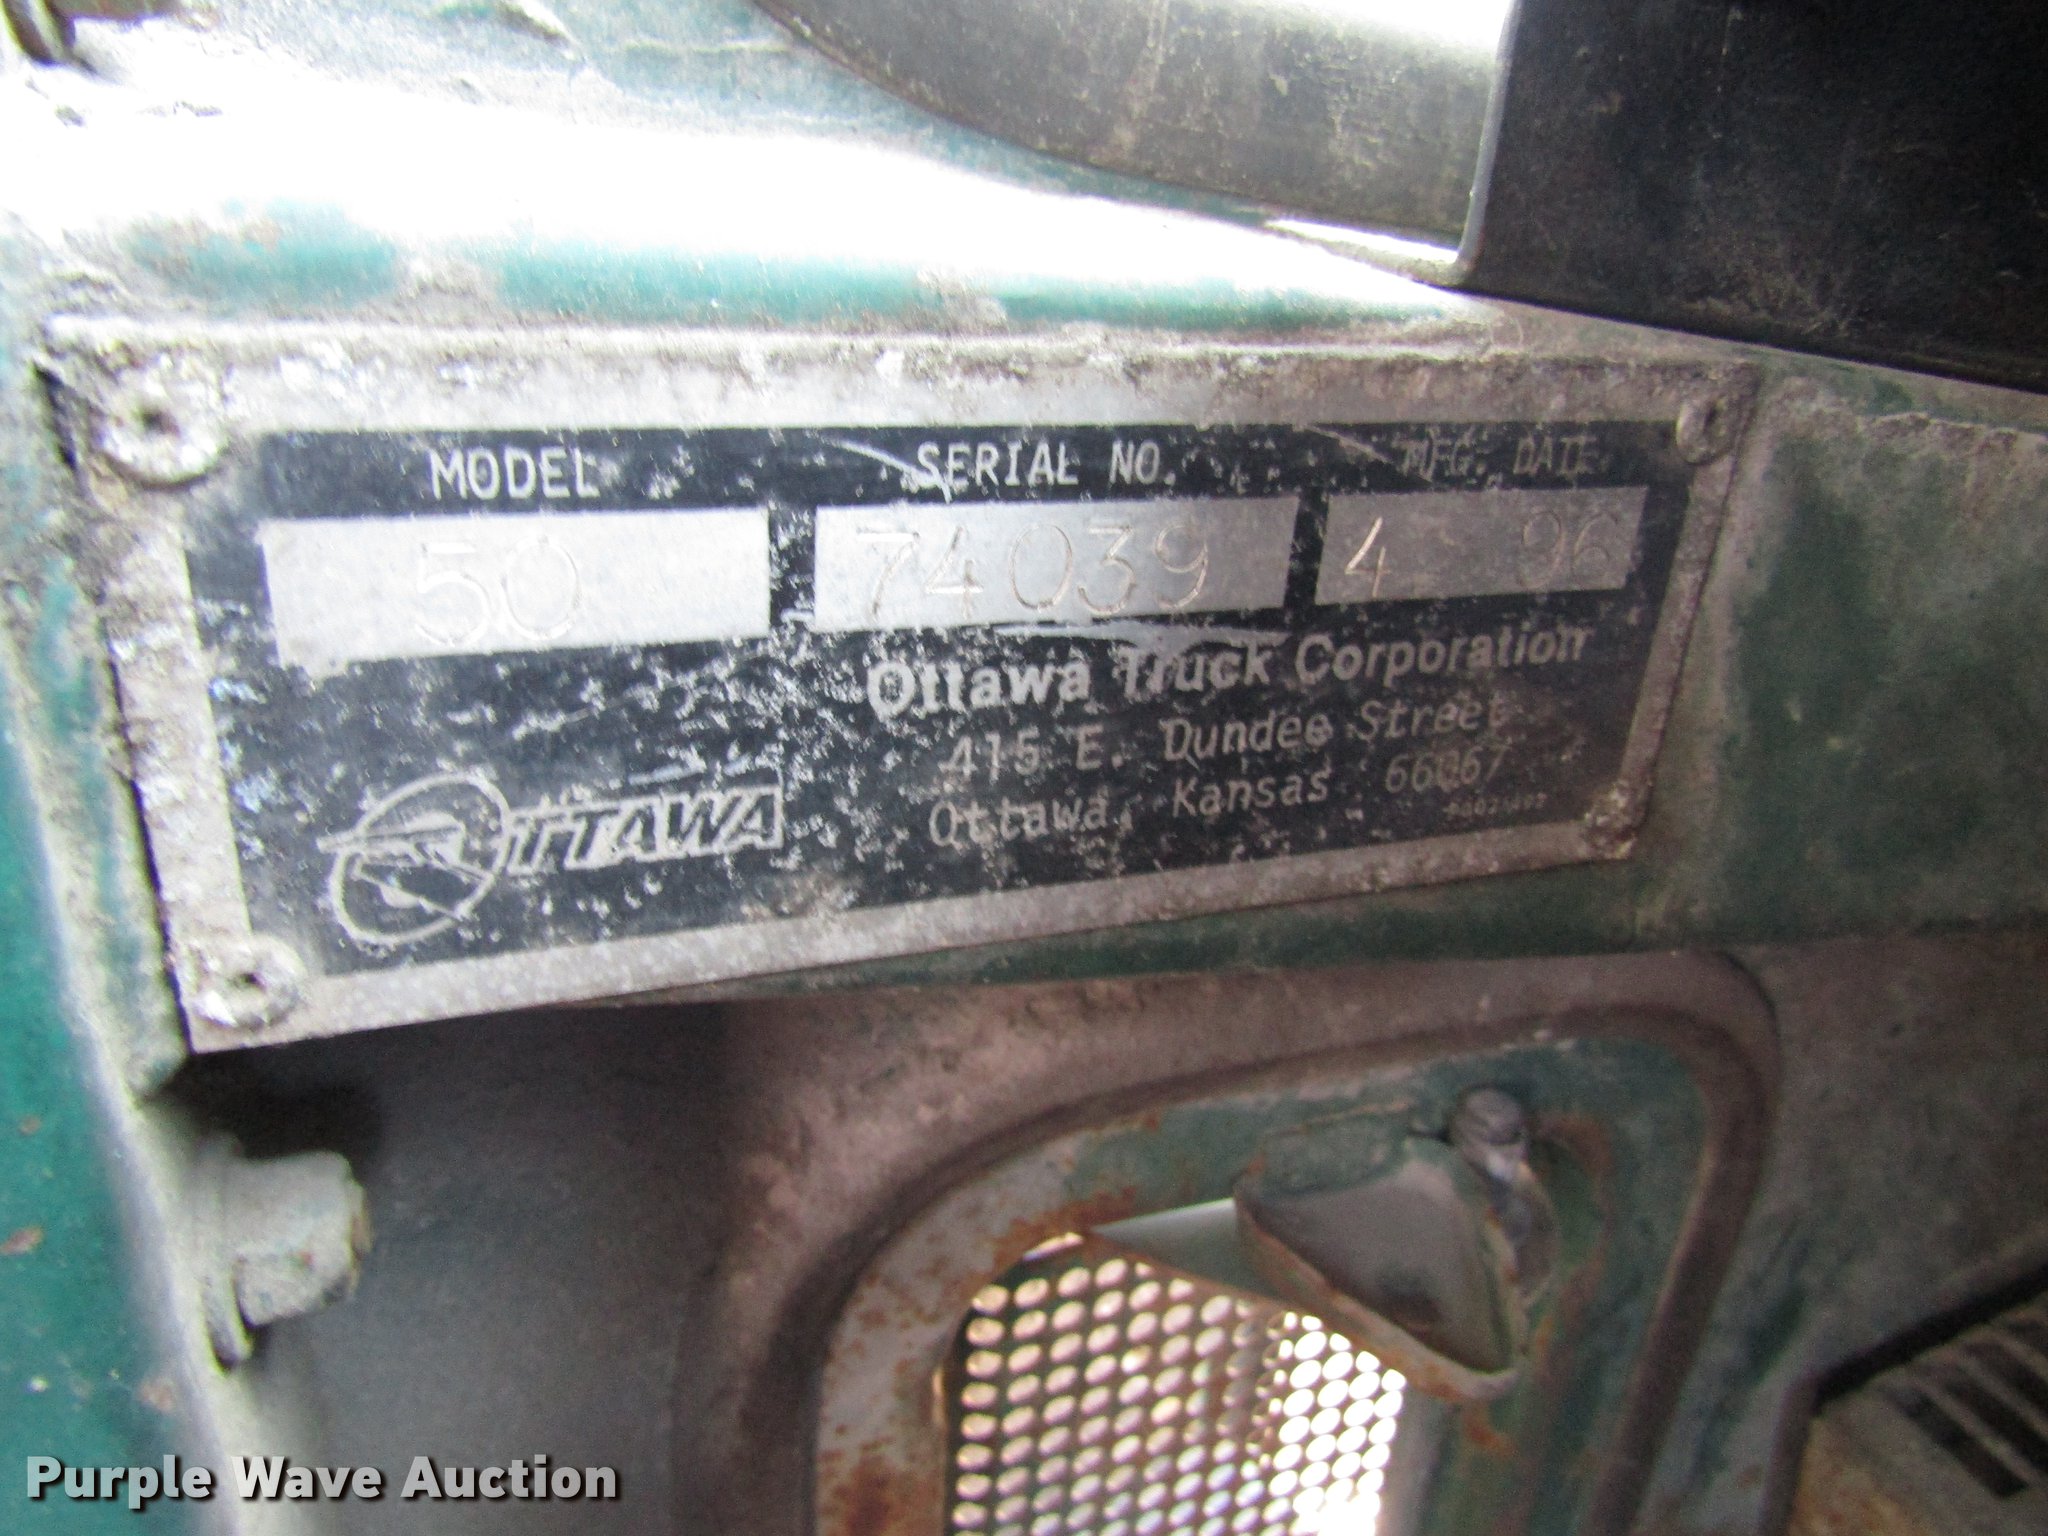 MODEL SERIAL NO. MFG. DATE
50 74039 4 96
Ottawa Truck Corporation
415 E. Dundee Street
Ottawa, Kansas 66067
OTTAWA
Purple Wave Auction